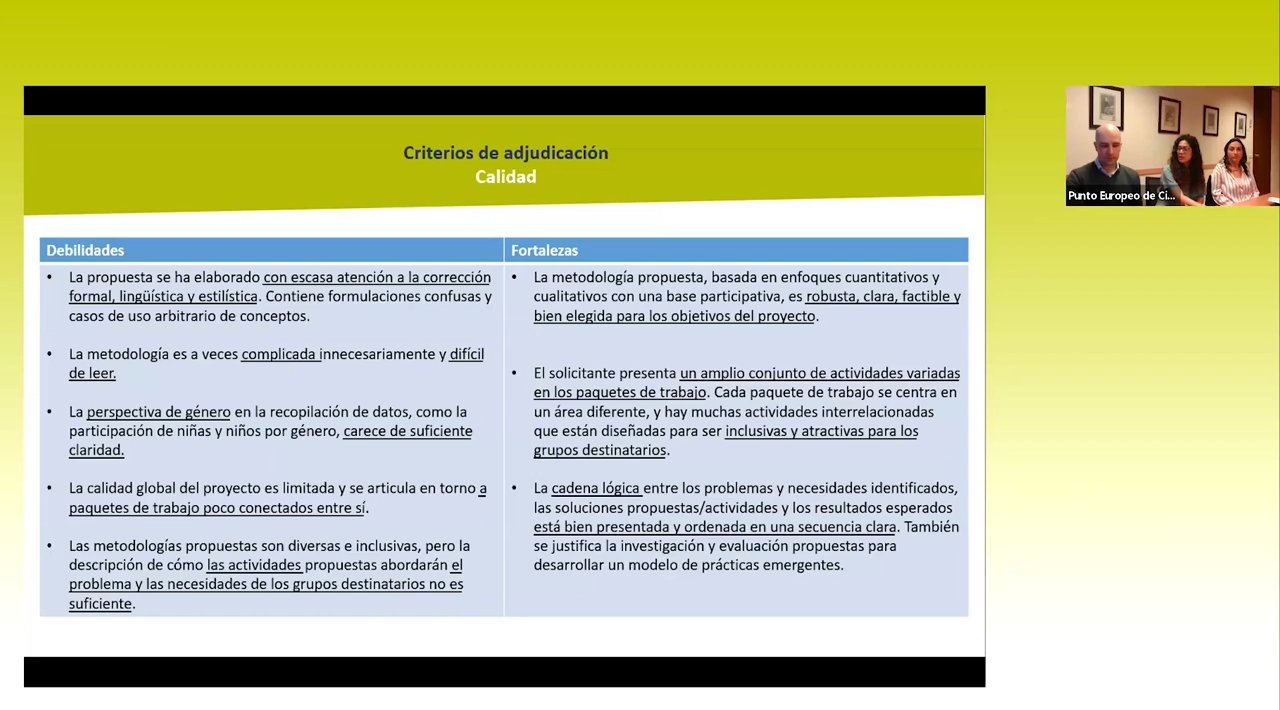 Criterios de adjudicación
Calidad
Debilidades
• La propuesta se ha elaborado con escasa atención a la corrección
formal, lingüística y estilística. Contiene formulaciones confusas y
casos de uso arbitrario de conceptos.
• La metodología es a veces complicada innecesariamente y difícil
de leer.
• La perspectiva de género en la recopilación de datos, como la
participación de niñas y niños por género, carece de suficiente
claridad.
• La calidad global del proyecto es limitada y se articula en torno a
paquetes de trabajo poco conectados entre sí.
• Las metodologías propuestas son diversas e inclusivas, pero la
descripción de cómo las actividades propuestas abordarán el
problema y las necesidades de los grupos destinatarios no es
suficiente.
Fortalezas
• La metodología propuesta, basada en enfoques cuantitativos y
cualitativos con una base participativa, es robusta, clara, factible y
bien elegida para los objetivos del proyecto.
• El solicitante presenta un amplio conjunto de actividades variadas
en los paquetes de trabajo. Cada paquete de trabajo se centra en
un área diferente, y hay muchas actividades interrelacionadas
que están diseñadas para ser inclusivas y atractivas para los
grupos destinatarios.
• La cadena lógica entre los problemas y necesidades identificados,
las soluciones propuestas/actividades y los resultados esperados
está bien presentada y ordenada en una secuencia clara. También
se justifica la investigación y evaluación propuestas para
desarrollar un modelo de prácticas emergentes.
Punto Europeo de Ci...